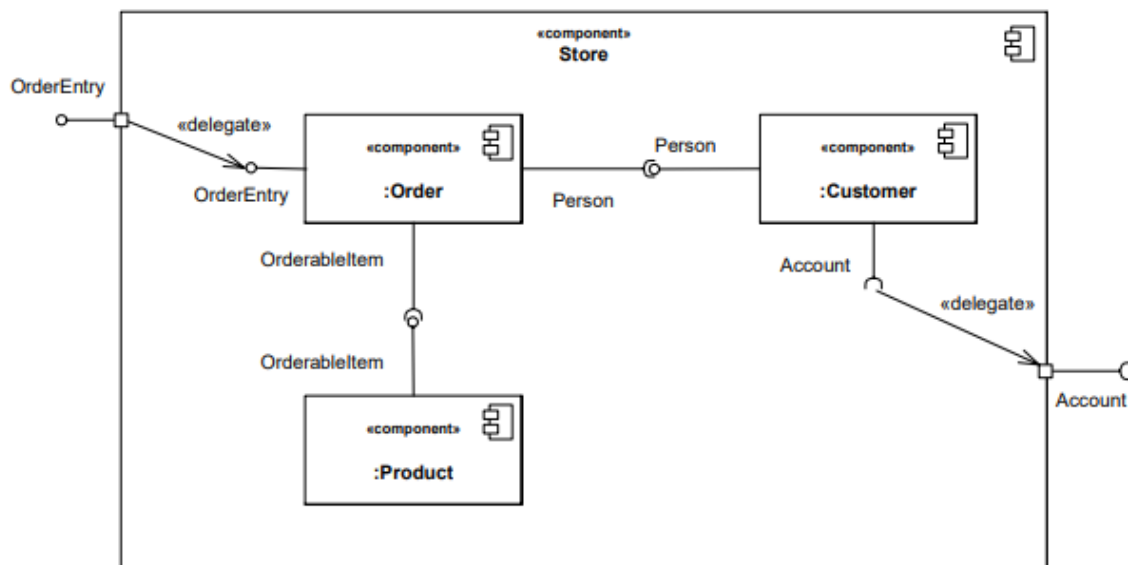 «component»
Store
OrderEntry
«delegate»
OrderEntry
«component»
:Order
Person
Person
«component»
:Customer
OrderableItem
Account
«delegate»
OrderableItem
Account
«component»
:Product